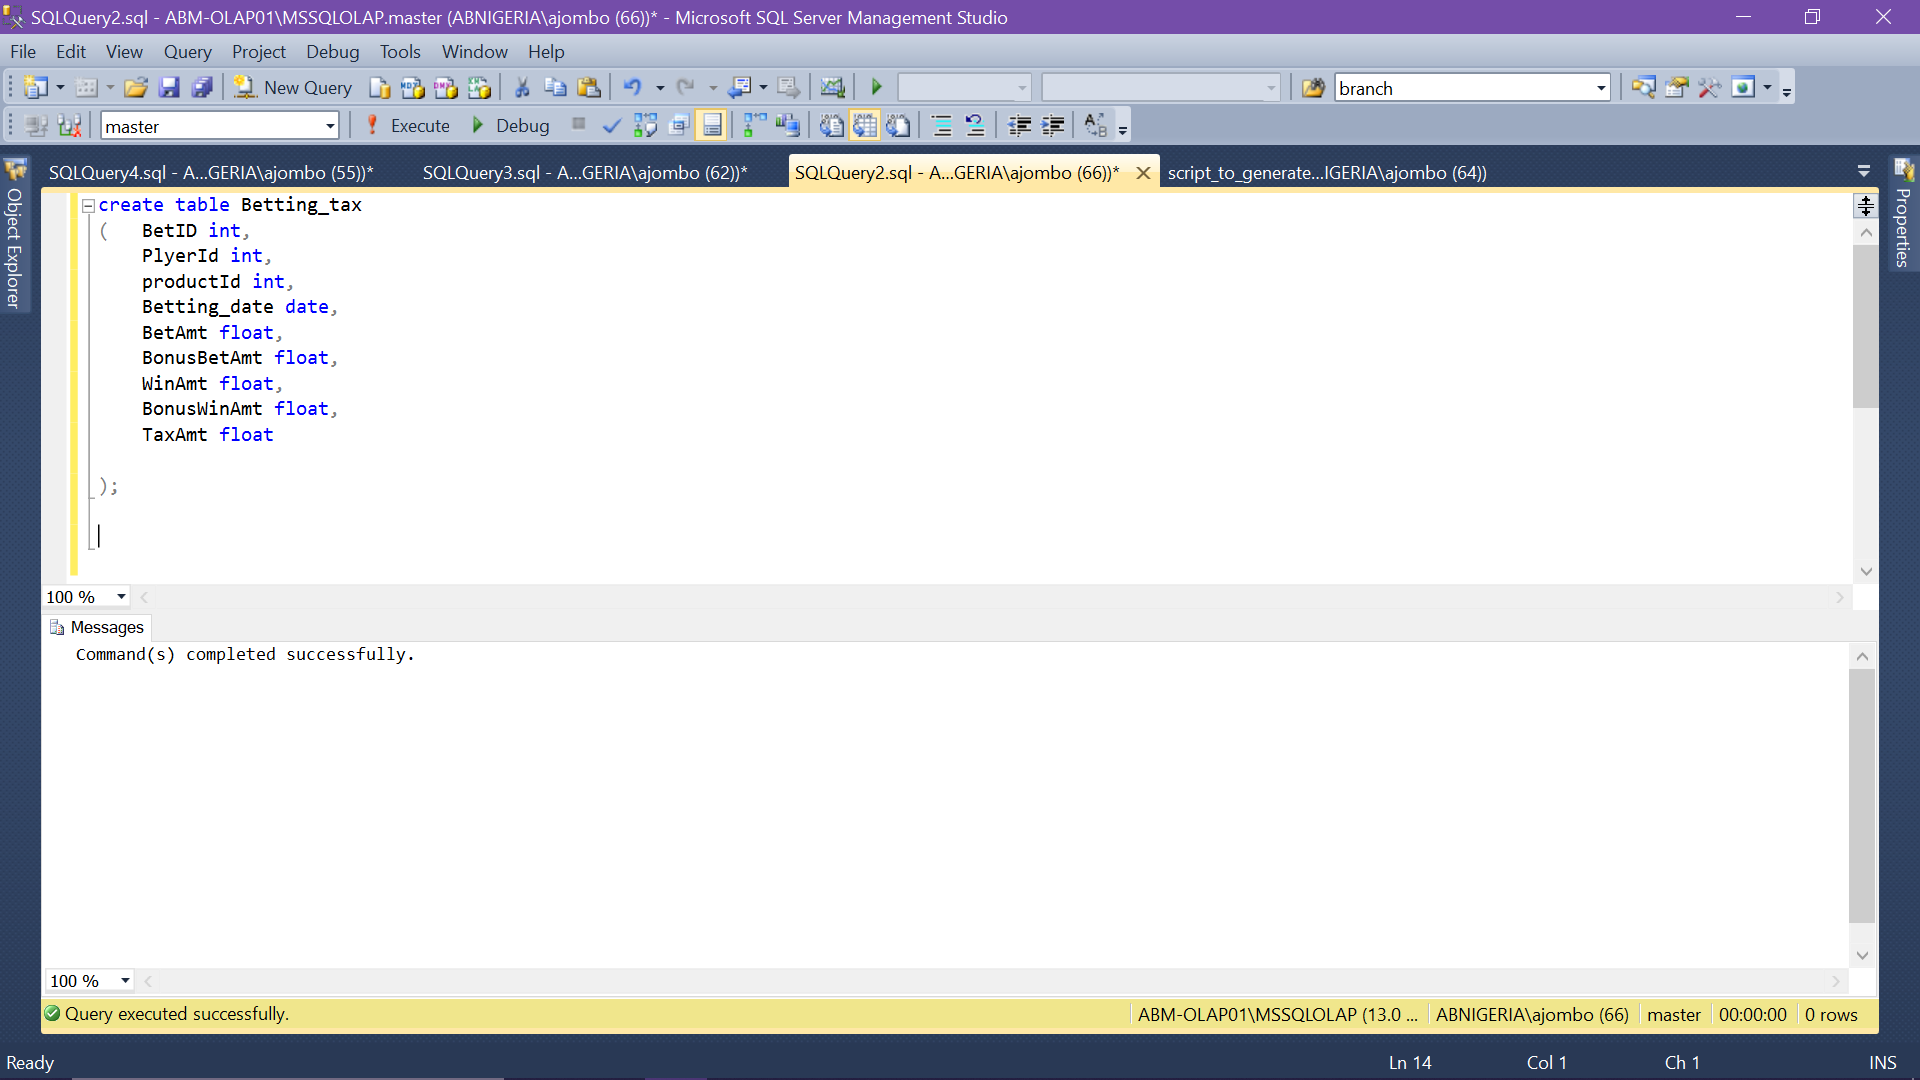 SQLQuery2.sql - ABM-OLAP01\MSSQLOLAP.master (ABNIGERIA\ajombo (66))* - Microsoft SQL Server Management Studio
File Edit View Query Project Debug Tools Window Help
New Query branch
master Execute Debug
SQLQuery4.sql - A...GERIA\ajombo (55))* SQLQuery3.sql - A...GERIA\ajombo (62))* SQLQuery2.sql - A...GERIA\ajombo (66))* script_to_generate...IGERIA\ajombo (64))
Object Explorer
Properties
create table Betting_tax
( BetID int,
PlyerId int,
productId int,
Betting_date date,
BetAmt float,
BonusBetAmt float,
WinAmt float,
BonusWinAmt float,
TaxAmt float
);
100 %
Messages
Command(s) completed successfully.
100 %
Query executed successfully. ABM-OLAP01\MSSQLOLAP (13.0 ... ABNIGERIA\ajombo (66) master 00:00:00 0 rows
Ready Ln 14 Col 1 Ch 1 INS